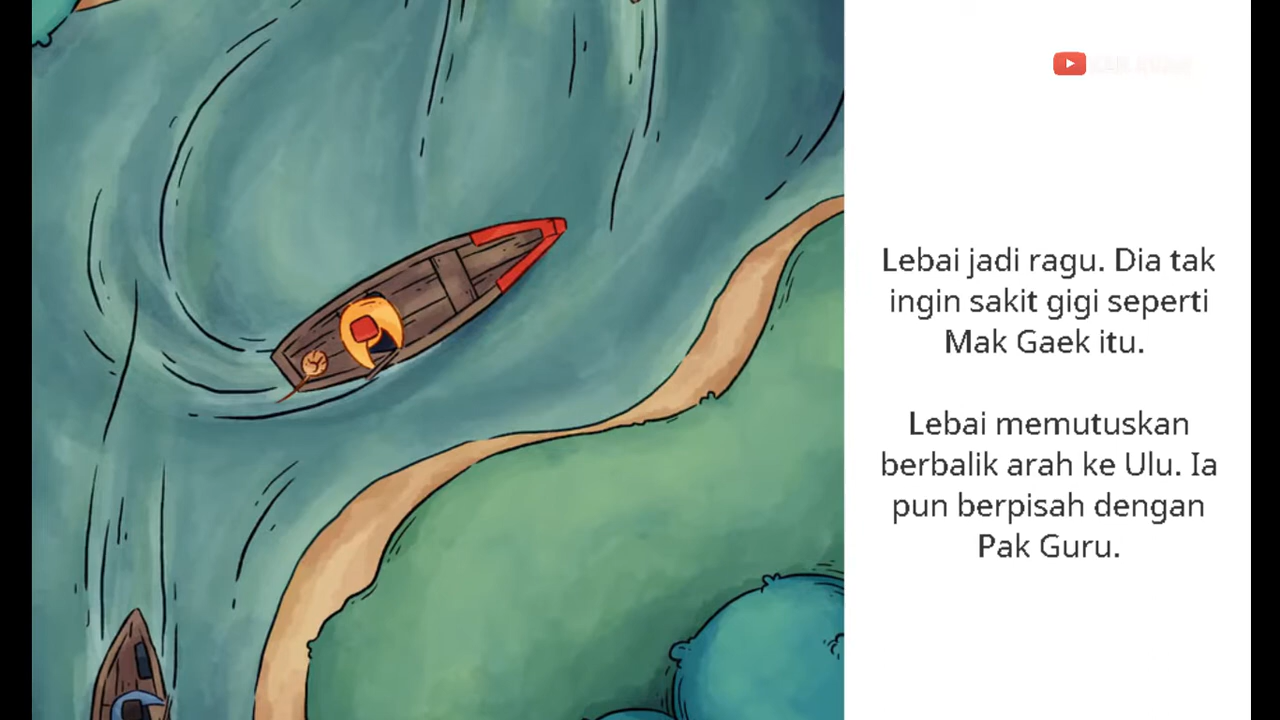 Lebai jadi ragu. Dia tak
ingin sakit gigi seperti
Mak Gaek itu.
Lebai memutuskan
berbalik arah ke Ulu. Ia
pun berpisah dengan
Pak Guru.